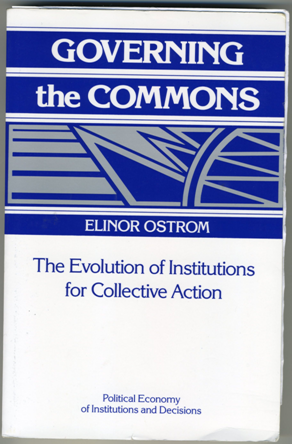 GOVERNING
the COMMONS
ELINOR OSTROM
The Evolution of Institutions
for Collective Action
Political Economy
of Institutions and Decisions